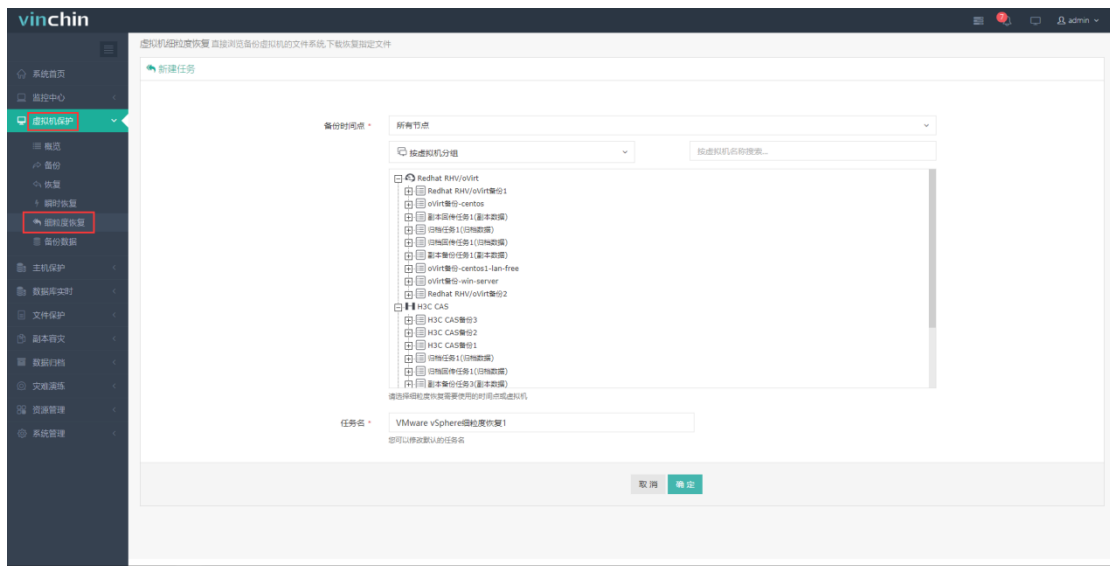 vinchin
7
admin
虚拟机细粒度恢复 直接浏览备份虚拟机的文件系统,下载恢复指定文件
新建任务
系统首页
监控中心
虚拟机保护
概览
备份
恢复
瞬时恢复
细粒度恢复
备份数据
主机保护
数据库实时
文件保护
副本容灾
数据归档
灾难演练
资源管理
系统管理
备份时间点 *
所有节点
按虚拟机分组
按虚拟机名称搜索...
Redhat RHV/oVirt
Redhat RHV/oVirt备份1
oVirt备份-centos
副本回传任务1(副本数据)
归档任务1(归档数据)
归档回传任务1(归档数据)
副本备份任务1(副本数据)
oVirt备份-centos1-lan-free
oVirt备份-win-server
Redhat RHV/oVirt备份2
H3C CAS
H3C CAS备份3
H3C CAS备份2
H3C CAS备份1
归档任务1(归档数据)
归档回传任务1(归档数据)
副本备份任务3(副本数据)
请选择细粒度恢复需要使用的时间点或虚拟机
任务名 *
VMware vSphere细粒度恢复1
您可以修改默认的任务名
取消
确定